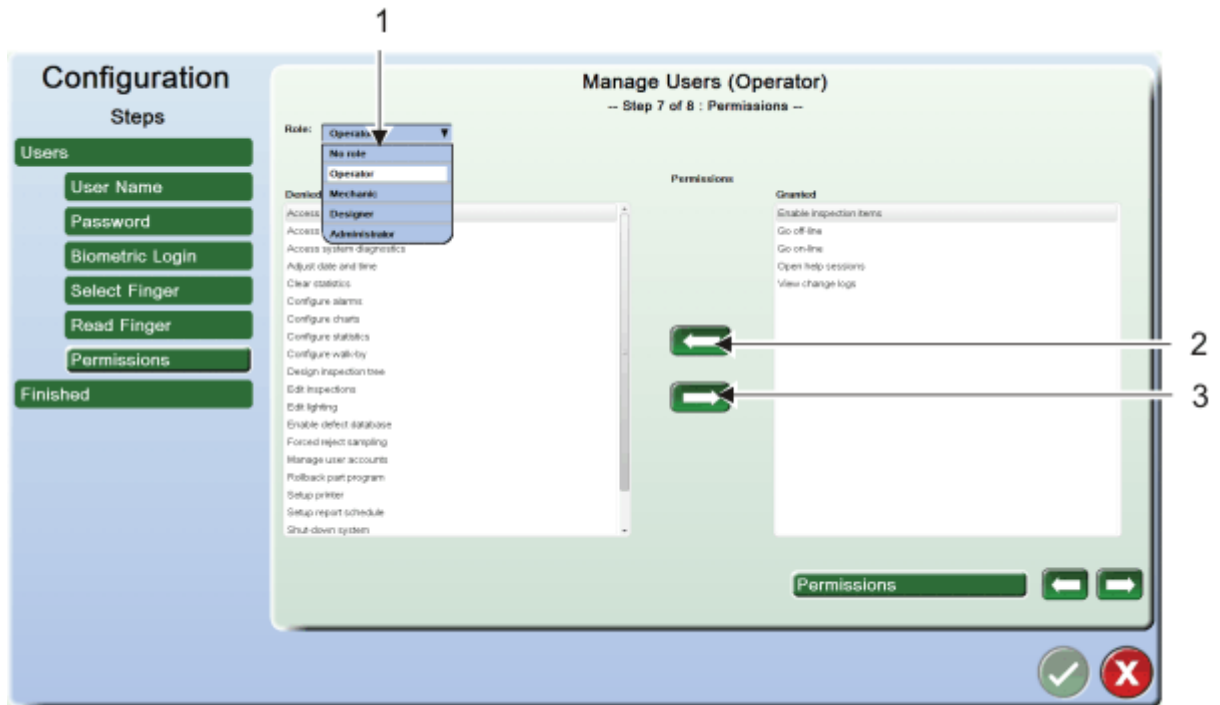 1
Configuration
Steps
Users
User Name
Password
Biometric Login
Select Finger
Read Finger
Permissions
Finished
Manage Users (Operator)
-- Step 7 of 8 : Permissions --
Role:
No role
Operator
Mechanic
Designer
Administrator
Permissions
Denied
Access
Access
Access system diagnostics
Adjust date and time
Clear statistics
Configure alarms
Configure charts
Configure statistics
Configure walk-by
Design inspection tree
Edit inspections
Edit lighting
Enable defect database
Forced reject sampling
Manage user accounts
Rollback part program
Setup printer
Setup report schedule
Shut-down system
Granted
Enable inspection items
Go off-line
Go on-line
Open help sessions
View change logs
2
3
Permissions
X